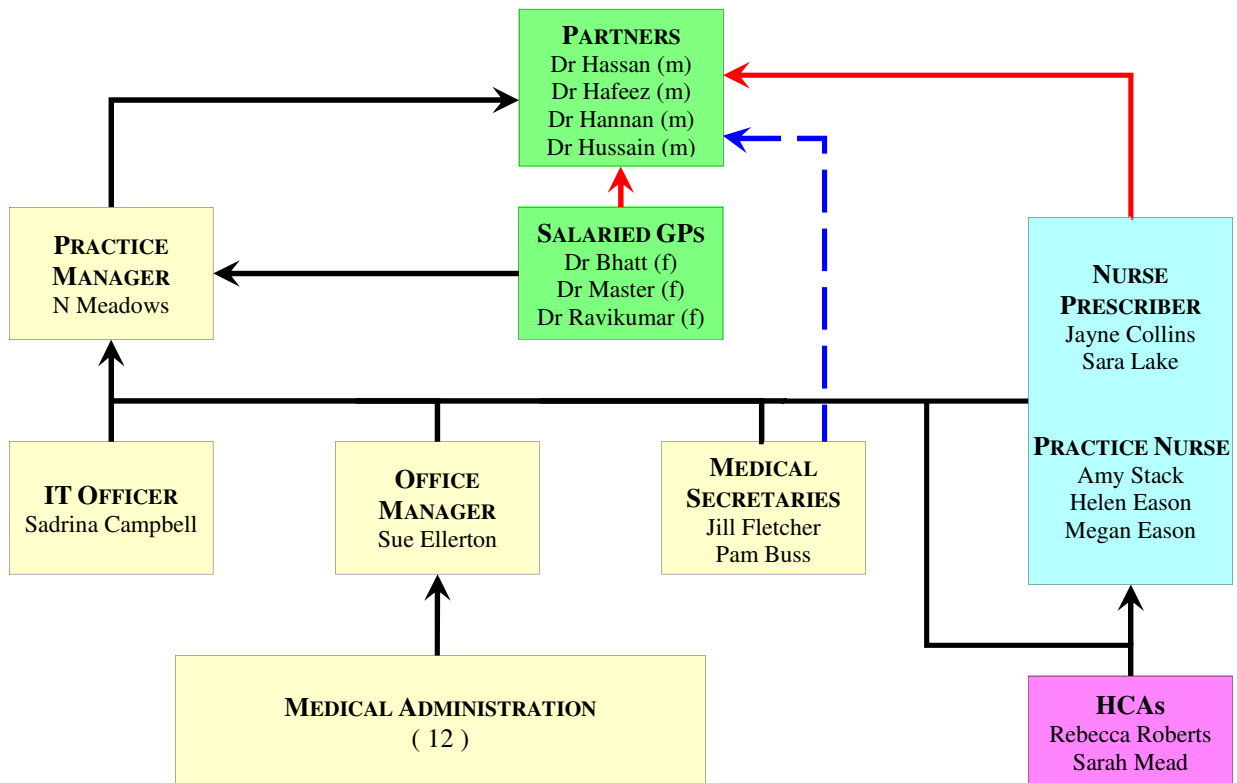 PARTNERS
Dr Hassan (m)
Dr Hafeez (m)
Dr Hannan (m)
Dr Hussain (m)
PRACTICE
MANAGER
N Meadows
SALARIED GPS
Dr Bhatt (f)
Dr Master (f)
Dr Ravikumar (f)
NURSE
PRESCRIBER
Jayne Collins
Sara Lake
PRACTICE NURSE
Amy Stack
Helen Eason
Megan Eason
IT OFFICER
Sadrina Campbell
OFFICE
MANAGER
Sue Ellerton
MEDICAL
SECRETARIES
Jill Fletcher
Pam Buss
MEDICAL ADMINISTRATION
( 12 )
HCAS
Rebecca Roberts
Sarah Mead